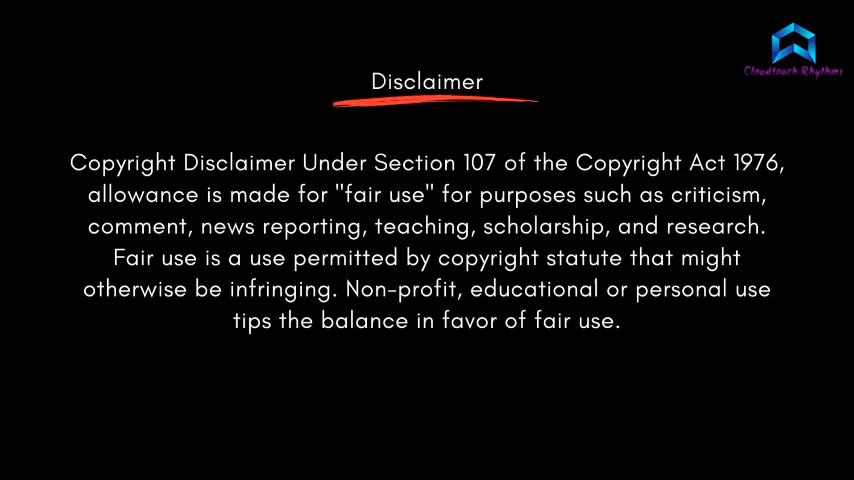 Cloudtouch Rhythms
Disclaimer
Copyright Disclaimer Under Section 107 of the Copyright Act 1976,
allowance is made for "fair use" for purposes such as criticism,
comment, news reporting, teaching, scholarship, and research.
Fair use is a use permitted by copyright statute that might
otherwise be infringing. Non-profit, educational or personal use
tips the balance in favor of fair use.